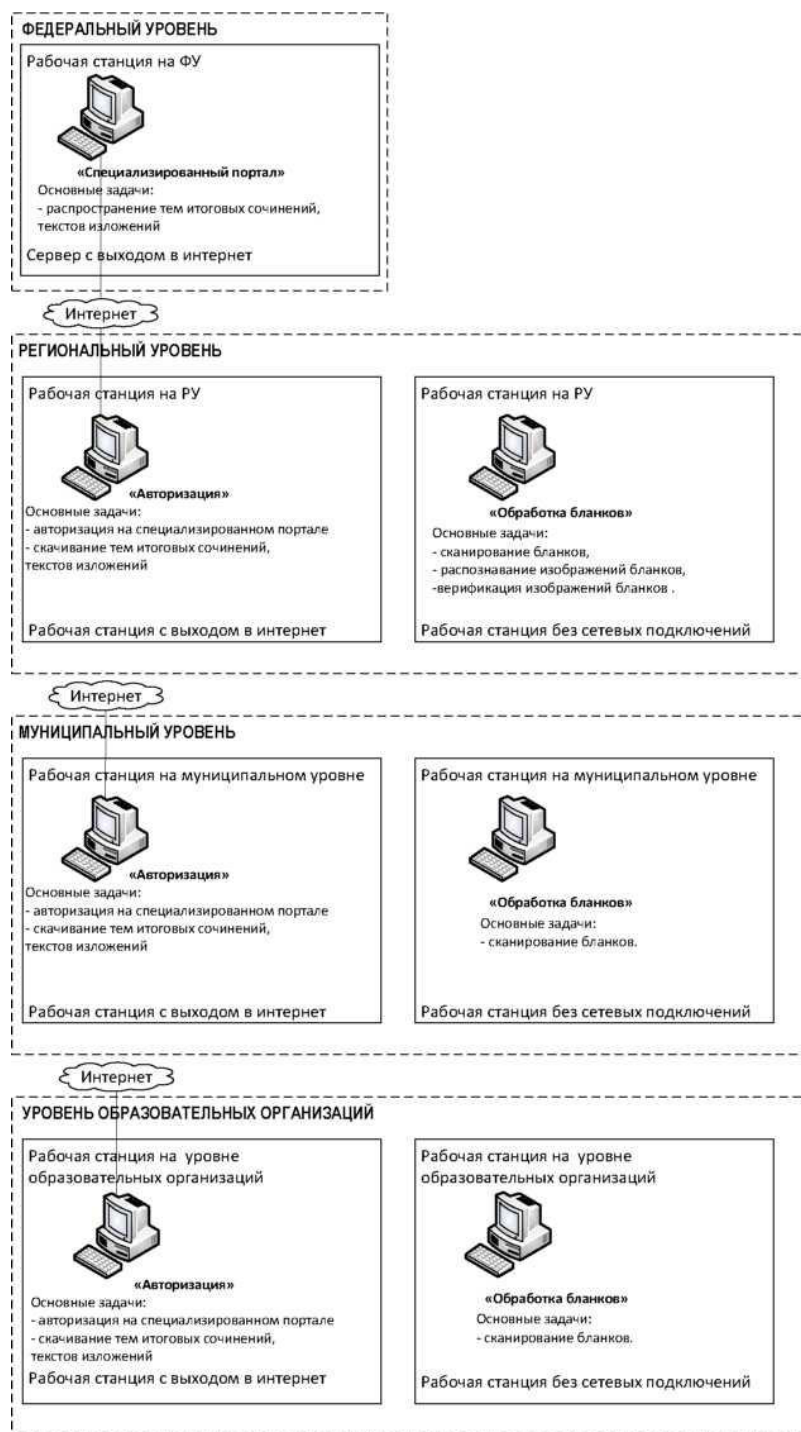 ФЕДЕРАЛЬНЫЙ УРОВЕНЬ
Рабочая станция на ФУ
«Специализированный портал»
Основные задачи:
- распространение тем итоговых сочинений,
текстов изложений
Сервер с выходом в интернет
Интернет
РЕГИОНАЛЬНЫЙ УРОВЕНЬ
Рабочая станция на РУ
«Авторизация»
Основные задачи:
- авторизация на специализированном портале
- скачивание тем итоговых сочинений,
текстов изложений
Рабочая станция с выходом в интернет
Рабочая станция на РУ
«Обработка бланков»
Основные задачи:
- сканирование бланков,
- распознавание изображений бланков,
-верификация изображений бланков .
Рабочая станция без сетевых подключений
Интернет
МУНИЦИПАЛЬНЫЙ УРОВЕНЬ
Рабочая станция на муниципальном уровне
«Авторизация»
Основные задачи:
- авторизация на специализированном портале
- скачивание тем итоговых сочинений,
текстов изложений
Рабочая станция с выходом в интернет
Рабочая станция на муниципальном уровне
«Обработка бланков»
Основные задачи:
- сканирование бланков.
Рабочая станция без сетевых подключений
Интернет
УРОВЕНЬ ОБРАЗОВАТЕЛЬНЫХ ОРГАНИЗАЦИЙ
Рабочая станция на уровне
образовательных организаций
«Авторизация»
Основные задачи:
- авторизация на специализированном портале
- скачивание тем итоговых сочинений,
текстов изложений
Рабочая станция с выходом в интернет
Рабочая станция на уровне
образовательных организаций
«Обработка бланков»
Основные задачи:
- сканирование бланков.
Рабочая станция без сетевых подключений